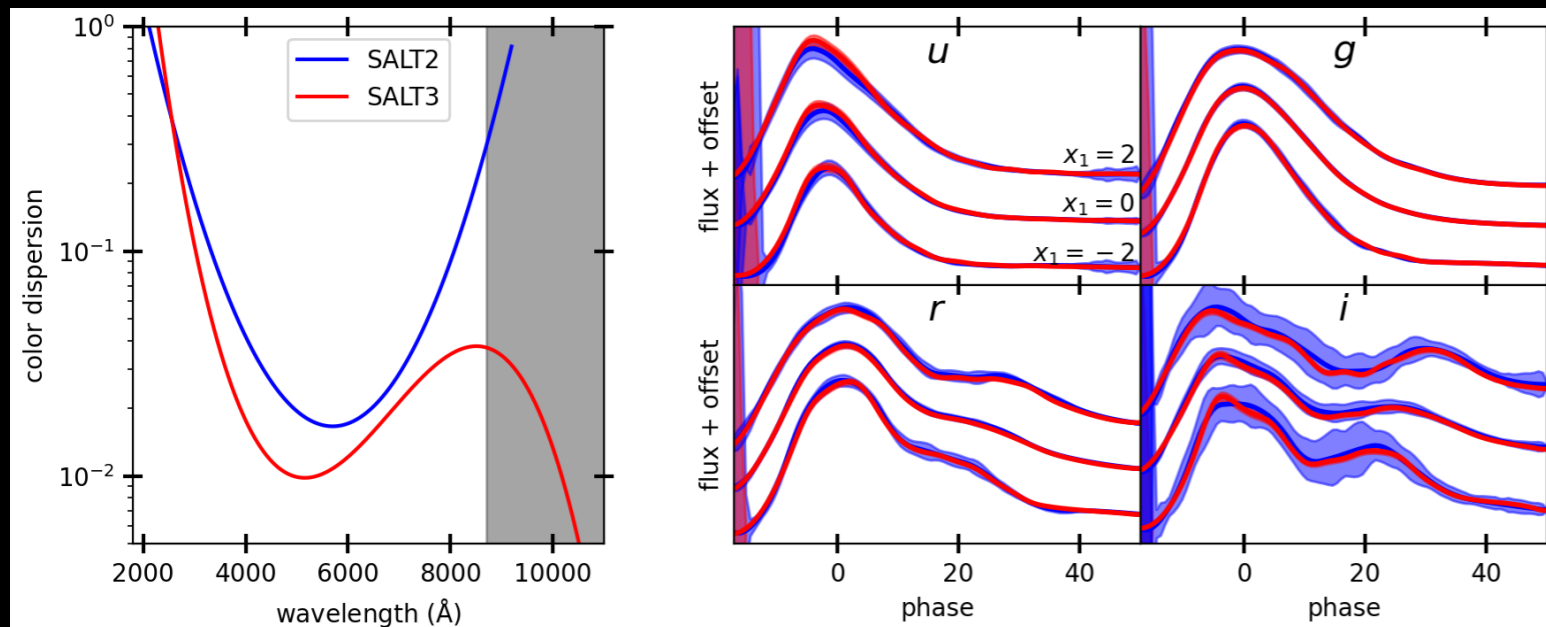 color dispersion
10^0
10^{-1}
10^{-2}
SALT2
SALT3
2000 4000 6000 8000 10000
wavelength (Å)
flux + offset
u
x_1 = 2
x_1 = 0
x_1 = −2
g
flux + offset
r
i
0 20 40
phase
0 20 40
phase